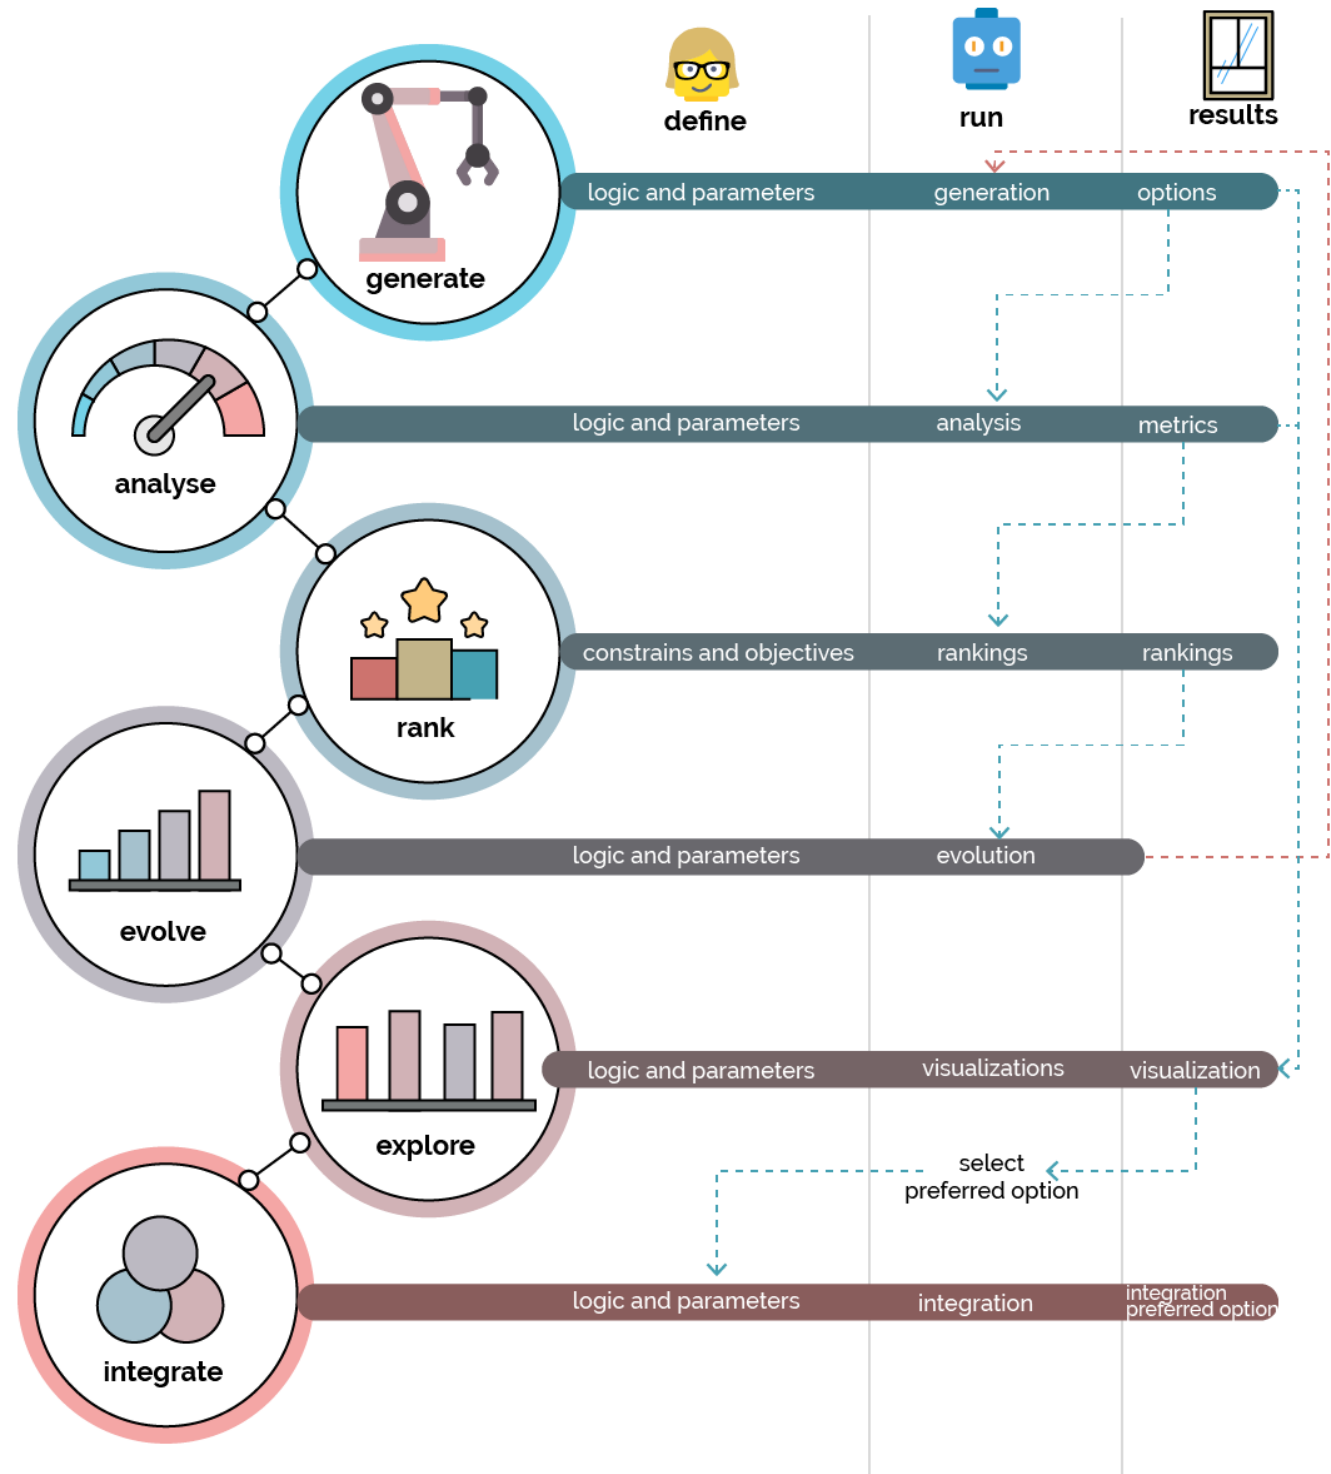 define
run
results
logic and parameters
generation
options
generate
logic and parameters
analysis
metrics
analyse
constrains and objectives
rankings
rankings
rank
logic and parameters
evolution
evolve
logic and parameters
visualizations
visualization
explore
select
preferred option
logic and parameters
integration
integration
preferred option
integrate